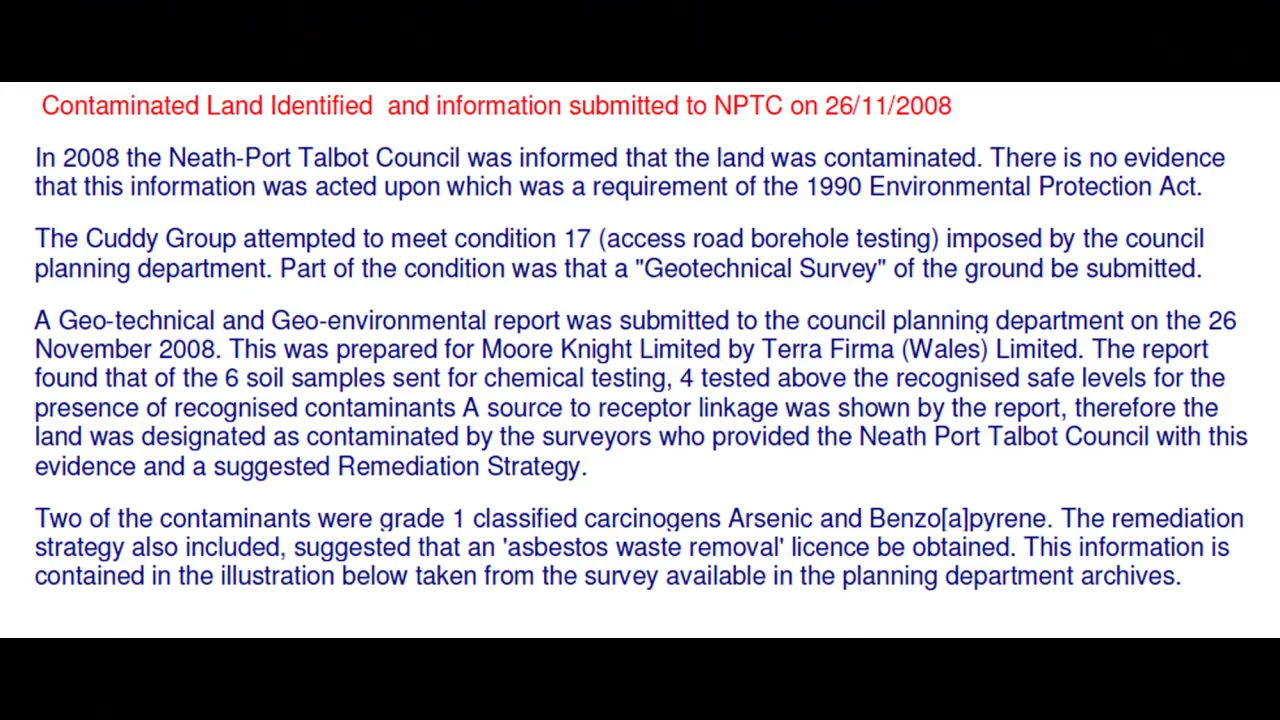 Contaminated Land Identified  and information submitted to NPTC on 26/11/2008
In 2008 the Neath-Port Talbot Council was informed that the land was contaminated. There is no evidence
that this information was acted upon which was a requirement of the 1990 Environmental Protection Act.
The Cuddy Group attempted to meet condition 17 (access road borehole testing) imposed by the council
planning department. Part of the condition was that a "Geotechnical Survey" of the ground be submitted.
A Geo-technical and Geo-environmental report was submitted to the council planning department on the 26
November 2008. This was prepared for Moore Knight Limited by Terra Firma (Wales) Limited. The report
found that of the 6 soil samples sent for chemical testing, 4 tested above the recognised safe levels for the
presence of recognised contaminants A source to receptor linkage was shown by the report, therefore the
land was designated as contaminated by the surveyors who provided the Neath Port Talbot Council with this
evidence and a suggested Remediation Strategy.
Two of the contaminants were grade 1 classified carcinogens Arsenic and Benzo[a]pyrene. The remediation
strategy also included, suggested that an 'asbestos waste removal' licence be obtained. This information is
contained in the illustration below taken from the survey available in the planning department archives.